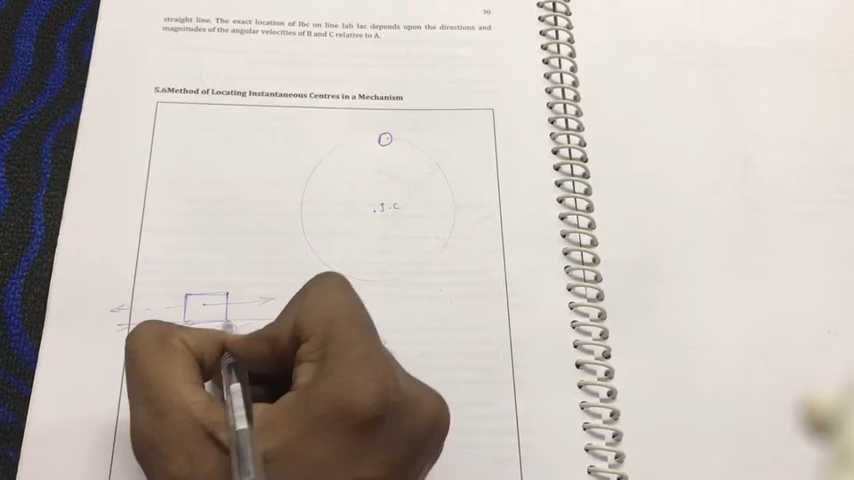 70
straight line. The exact location of Ibc on line Iab Iac depends upon the directions and
magnitudes of the angular velocities of B and C relative to A.
5.6Method of Locating Instantaneous Centres in a Mechanism
.I.C